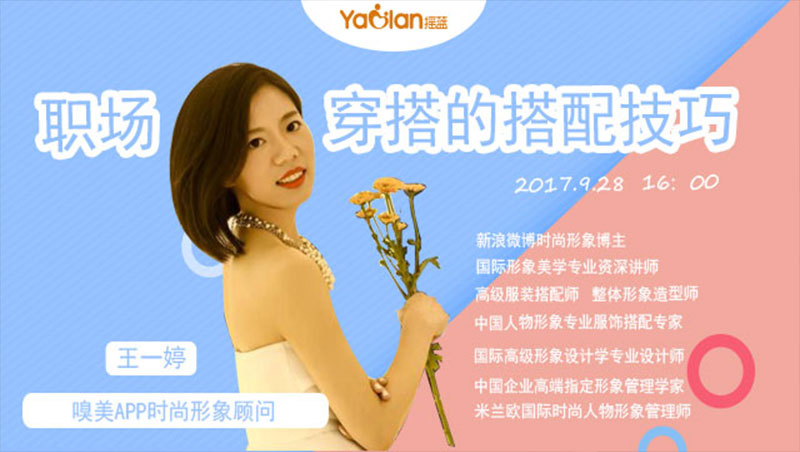 Yaolan摇篮
职场 穿搭的搭配技巧
2017.9.28 16: 00
新浪微博时尚形象博主
国际形象美学专业资深讲师
高级服装搭配师 整体形象造型师
中国人物形象专业服饰搭配专家
国际高级形象设计学专业设计师
中国企业高端指定形象管理学家
米兰欧国际时尚人物形象管理师
王一婷
嗅美APP时尚形象顾问